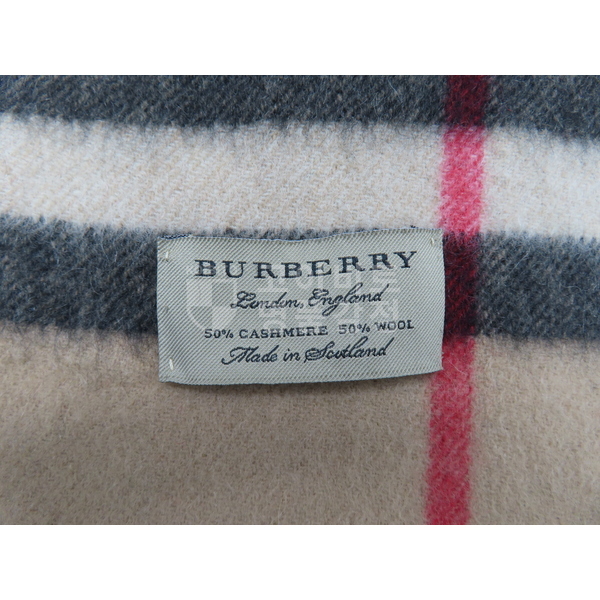 BURBERRY
London, England
50% CASHMERE 50% WOOL
Made in Scotland